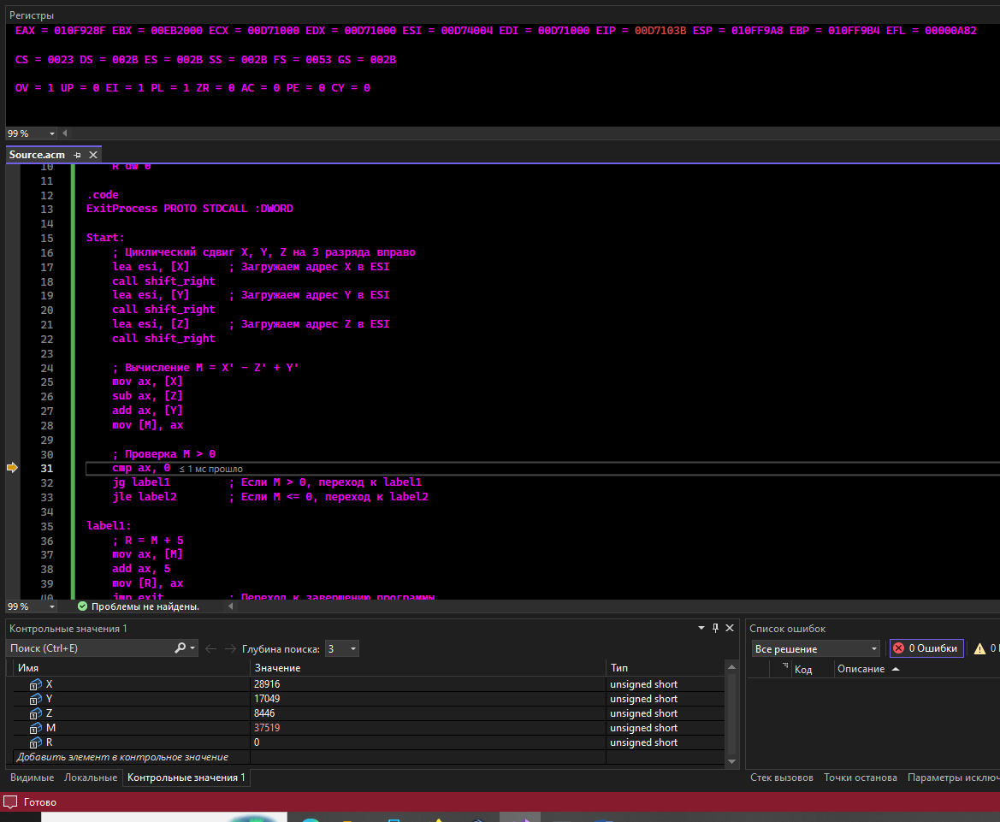 Регистры
EAX = 010F928F EBX = 00EB2000 ECX = 00D71000 EDX = 00D71000 ESI = 00D74004 EDI = 00D71000 EIP = 00D7103B ESP = 010FF9A8 EBP = 010FF9B4 EFL = 00000A82
CS = 0023 DS = 002B ES = 002B SS = 002B FS = 0053 GS = 002B
OV = 1 UP = 0 EI = 1 PL = 1 ZR = 0 AC = 0 PE = 0 CY = 0
99 %
Source.acm
10 R dw 0
11
12 .code
13 ExitProcess PROTO STDCALL :DWORD
14
15 Start:
16 ; Циклический сдвиг X, Y, Z на 3 разряда вправо
17 lea esi, [X] ; Загружаем адрес X в ESI
18 call shift_right
19 lea esi, [Y] ; Загружаем адрес Y в ESI
20 call shift_right
21 lea esi, [Z] ; Загружаем адрес Z в ESI
22 call shift_right
23
24 ; Вычисление M = X' − Z' + Y'
25 mov ax, [X]
26 sub ax, [Z]
27 add ax, [Y]
28 mov [M], ax
29
30 ; Проверка M > 0
31 cmp ax, 0 ≤ 1 мс прошло
32 jg label1 ; Если M > 0, переход к label1
33 jle label2 ; Если M <= 0, переход к label2
34
35 label1:
36 ; R = M + 5
37 mov ax, [M]
38 add ax, 5
39 mov [R], ax
40 jmp exit ; Переход к завершению программы
99 % Проблемы не найдены.
Контрольные значения 1
Поиск (Ctrl+E) Глубина поиска: 3
Имя Значение Тип
X 28916 unsigned short
Y 17049 unsigned short
Z 8446 unsigned short
M 37519 unsigned short
R 0 unsigned short
Добавить элемент в контрольное значение
Видимые Локальные Контрольные значения 1
Список ошибок
Все решение 0 Ошибки 0
Код Описание
Стек вызовов Точки останова Параметры
Готово